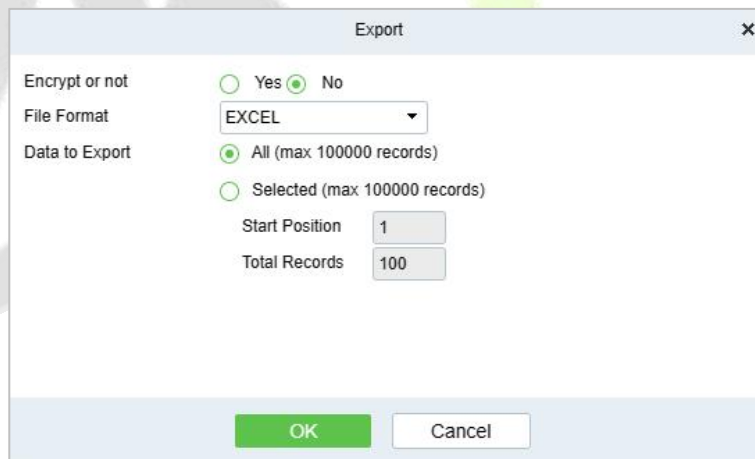 Export
Encrypt or not Yes No
File Format EXCEL
Data to Export All (max 100000 records)
Selected (max 100000 records)
Start Position 1
Total Records 100
OK Cancel